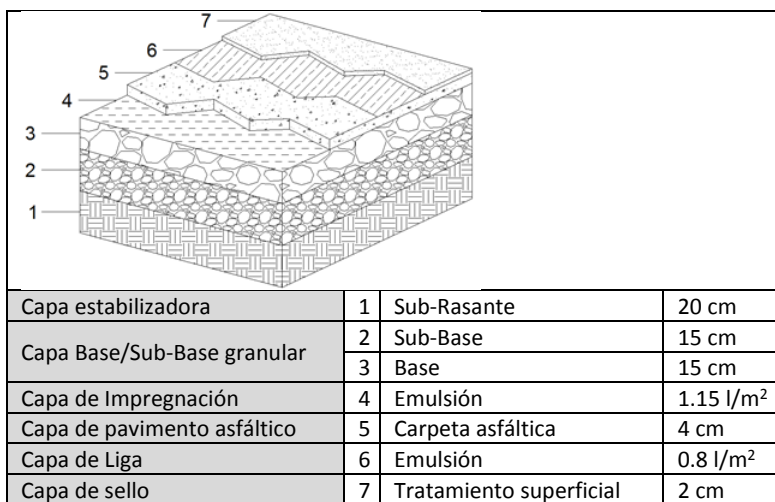 7
6
5
4
3
2
1
Capa estabilizadora 1 Sub-Rasante 20 cm
Capa Base/Sub-Base granular 2 Sub-Base 15 cm
3 Base 15 cm
Capa de Impregnación 4 Emulsión 1.15 l/m²
Capa de pavimento asfáltico 5 Carpeta asfáltica 4 cm
Capa de Liga 6 Emulsión 0.8 l/m²
Capa de sello 7 Tratamiento superficial 2 cm